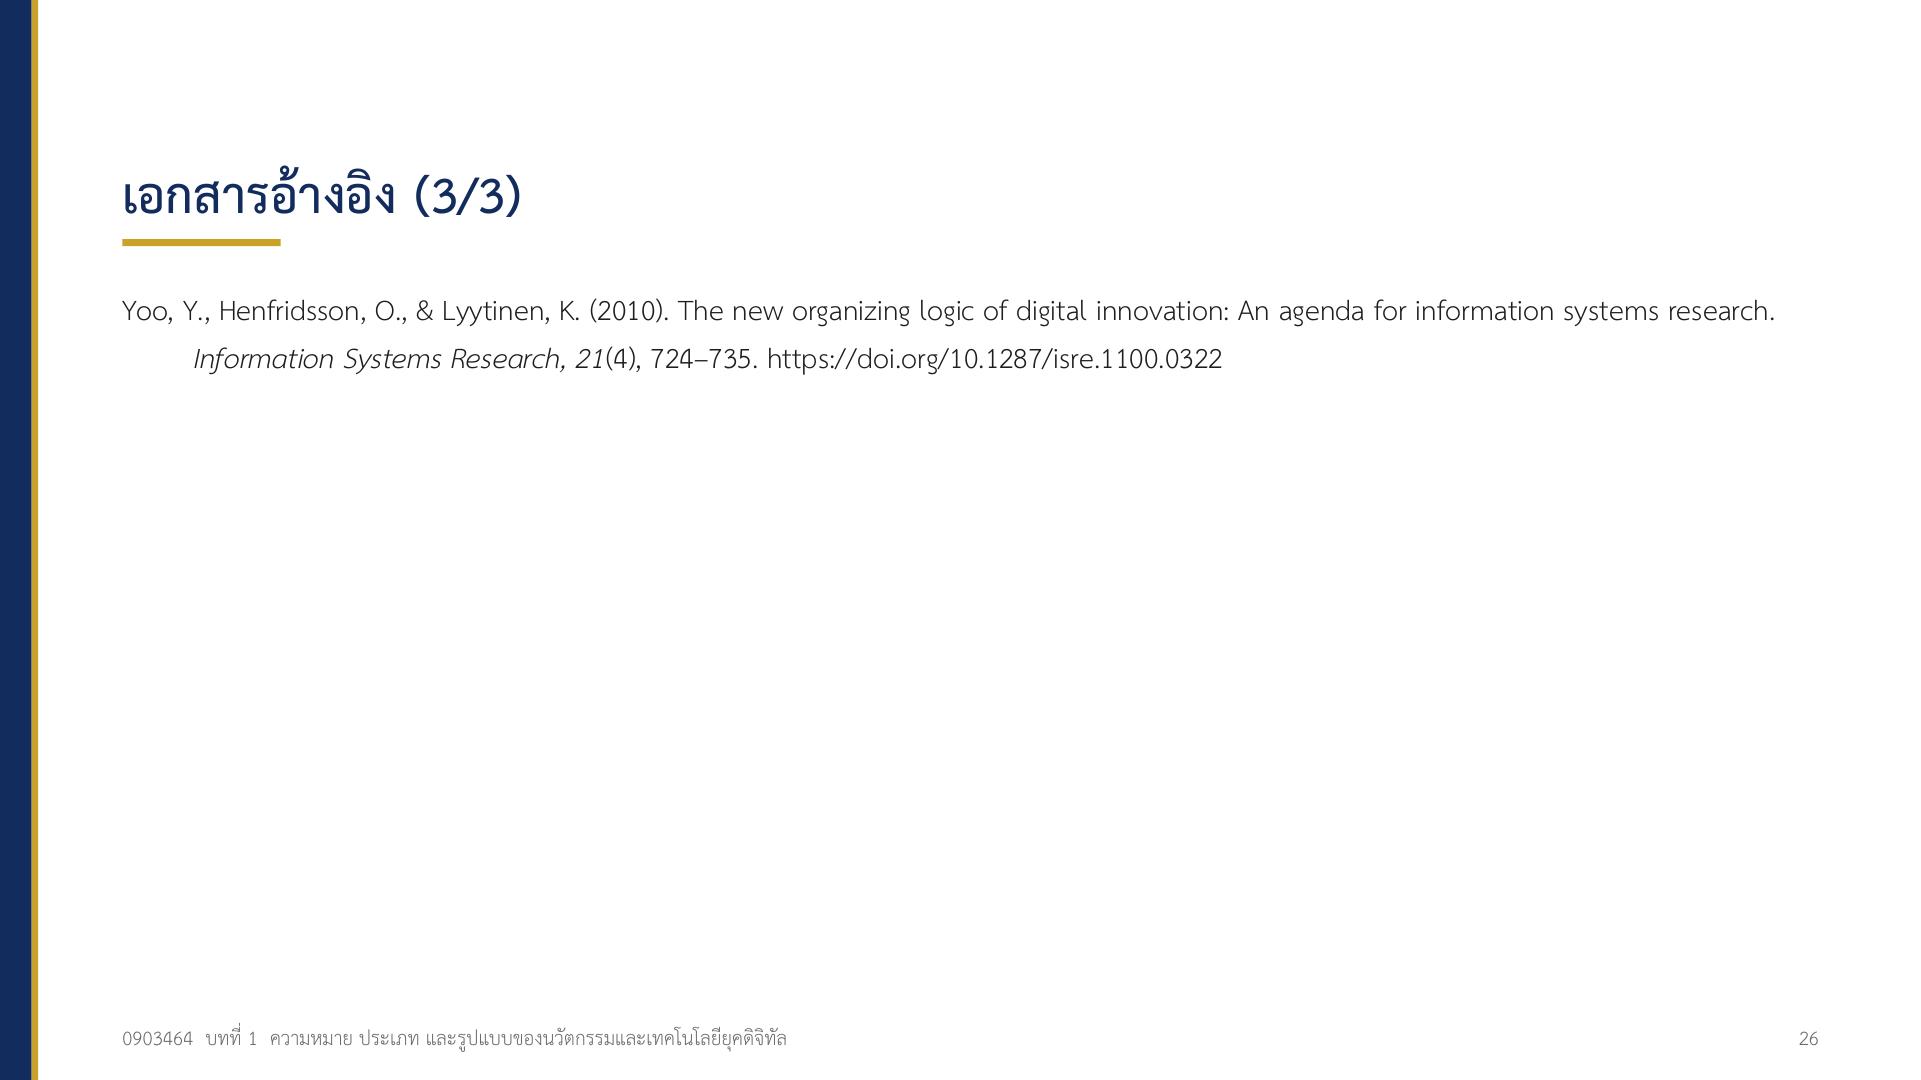 เอกสารอ้างอิง (3/3)
Yoo, Y., Henfridsson, O., & Lyytinen, K. (2010). The new organizing logic of digital innovation: An agenda for information systems research.
Information Systems Research, 21(4), 724–735. https://doi.org/10.1287/isre.1100.0322
0903464 บทที่ 1 ความหมาย ประเภท และรูปแบบของนวัตกรรมและเทคโนโลยียุคดิจิทัล
26